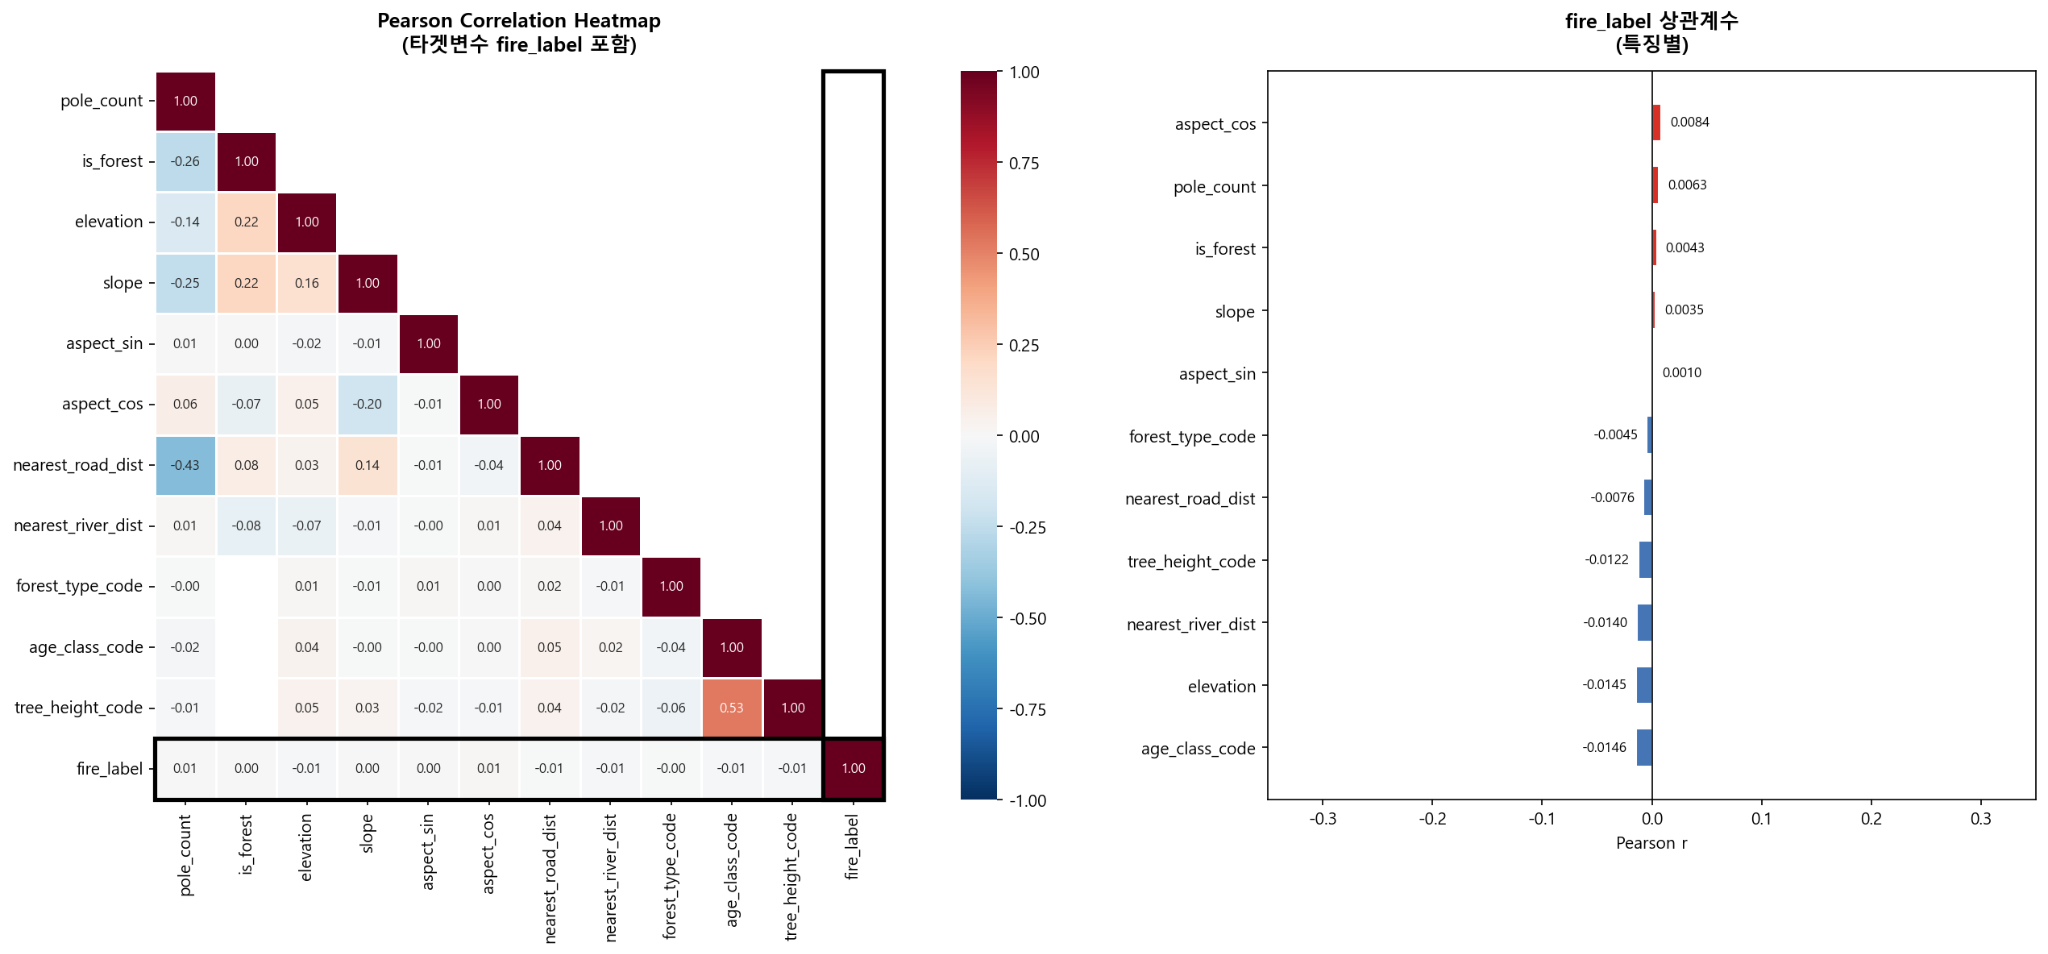 Pearson Correlation Heatmap
(타겟변수 fire_label 포함)
pole_count 1.00
is_forest -0.26 1.00
elevation -0.14 0.22 1.00
slope -0.25 0.22 0.16 1.00
aspect_sin 0.01 0.00 -0.02 -0.01 1.00
aspect_cos 0.06 -0.07 0.05 -0.20 -0.01 1.00
nearest_road_dist -0.43 0.08 0.03 0.14 -0.01 -0.04 1.00
nearest_river_dist 0.01 -0.08 -0.07 -0.01 -0.00 0.01 0.04 1.00
forest_type_code -0.00 0.01 -0.01 0.01 0.00 0.02 -0.01 1.00
age_class_code -0.02 0.04 -0.00 -0.00 0.00 0.05 0.02 -0.04 1.00
tree_height_code -0.01 0.05 0.03 -0.02 -0.01 0.04 -0.02 -0.06 0.53 1.00
fire_label 0.01 0.00 -0.01 0.00 0.00 0.01 -0.01 -0.01 -0.00 -0.01 -0.01 1.00
pole_count
is_forest
elevation
slope
aspect_sin
aspect_cos
nearest_road_dist
nearest_river_dist
forest_type_code
age_class_code
tree_height_code
fire_label
1.00
0.75
0.50
0.25
0.00
-0.25
-0.50
-0.75
-1.00
fire_label 상관계수
(특징별)
aspect_cos 0.0084
pole_count 0.0063
is_forest 0.0043
slope 0.0035
aspect_sin 0.0010
forest_type_code -0.0045
nearest_road_dist -0.0076
tree_height_code -0.0122
nearest_river_dist -0.0140
elevation -0.0145
age_class_code -0.0146
-0.3 -0.2 -0.1 0.0 0.1 0.2 0.3
Pearson r